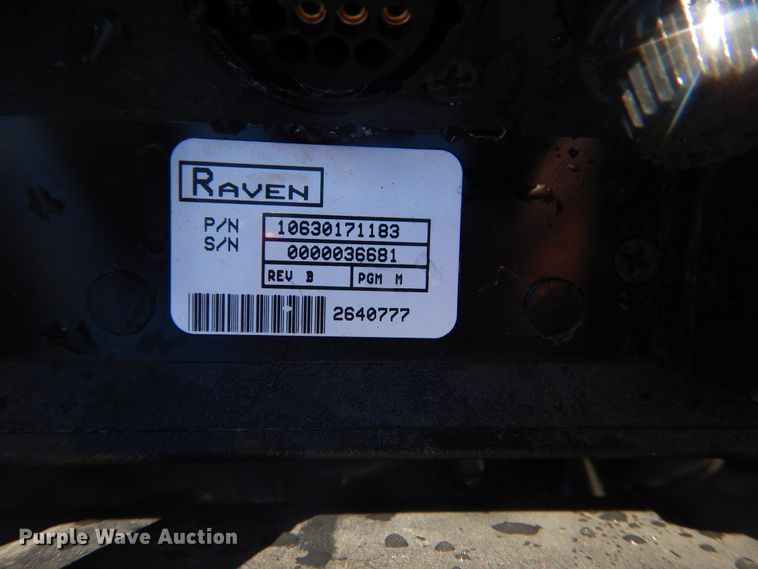 RAVEN
P/N 10630171183
S/N 0000036681
REV B PGM M
2640777
Purple Wave Auction